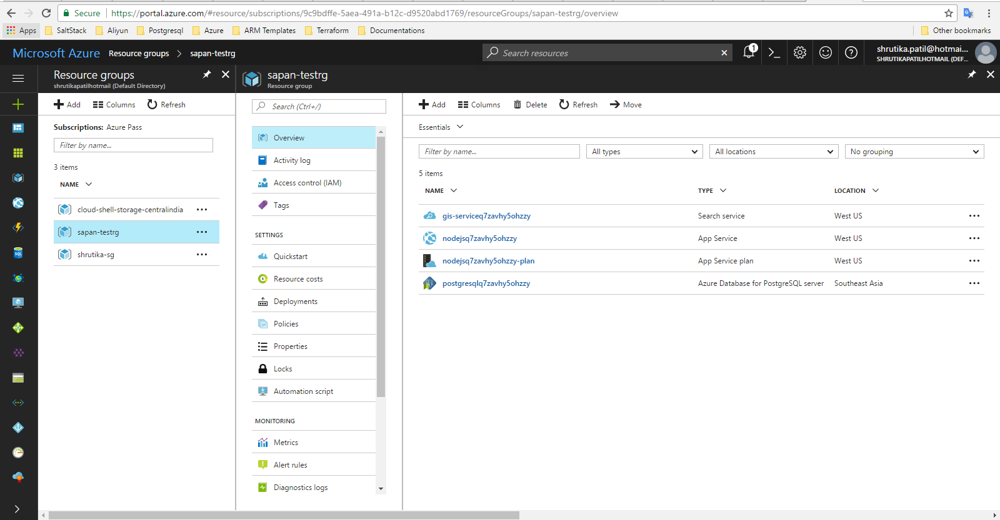 Secure https://portal.azure.com/#resource/subscriptions/9c9bdffe-5aea-491a-b12c-d9520abd1769/resourceGroups/sapan-testrg/overview
Apps SaltStack Aliyun Postgresql Azure ARM Templates Terraform Documentations Other bookmarks
Microsoft Azure Resource groups > sapan-testrg
Search resources
1
shrutika.patil@hotmai...
SHRUTIKAPATILHOTMAIL (DEF...
Resource groups
shrutikapatilhotmail (Default Directory)
Add Columns Refresh
Subscriptions: Azure Pass
Filter by name...
3 items
NAME
cloud-shell-storage-centralindia ...
sapan-testrg ...
shrutika-sg ...
SQL
sapan-testrg
Resource group
Search (Ctrl+/)
Overview
Activity log
Access control (IAM)
Tags
SETTINGS
Quickstart
Resource costs
Deployments
Policies
Properties
Locks
Automation script
MONITORING
Metrics
Alert rules
Diagnostics logs
Add Columns Delete Refresh Move
Essentials
Filter by name... All types All locations No grouping
5 items
NAME TYPE LOCATION
gis-serviceq7zavhy5ohzzy Search service West US ...
nodejsq7zavhy5ohzzy App Service West US ...
nodejsq7zavhy5ohzzy-plan App Service plan West US ...
postgresqlq7zavhy5ohzzy Azure Database for PostgreSQL server Southeast Asia ...